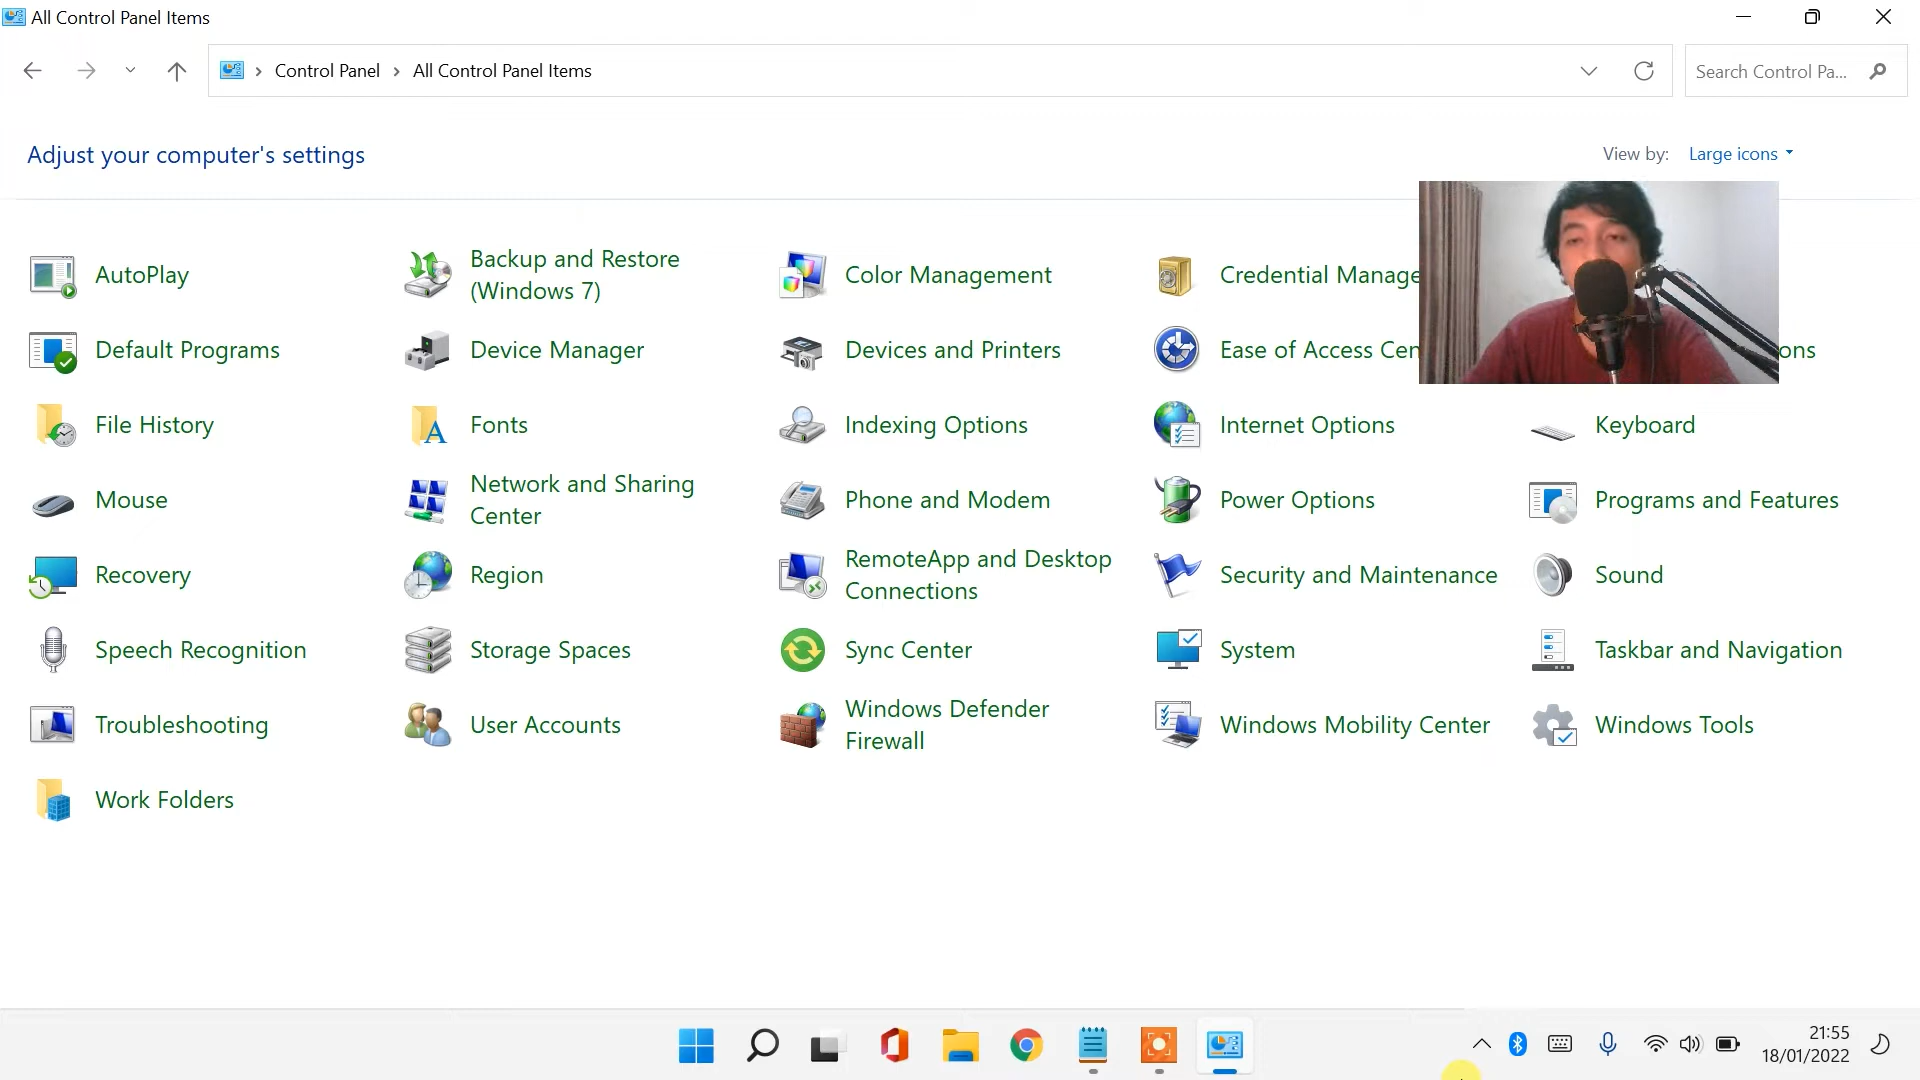 All Control Panel Items
Control Panel > All Control Panel Items
Search Control Pa...
Adjust your computer's settings
View by: Large icons
AutoPlay
Backup and Restore
(Windows 7)
Color Management
Credential Manage
Default Programs
Device Manager
Devices and Printers
Ease of Access Cen
ons
File History
Fonts
Indexing Options
Internet Options
Keyboard
Mouse
Network and Sharing
Center
Phone and Modem
Power Options
Programs and Features
Recovery
Region
RemoteApp and Desktop
Connections
Security and Maintenance
Sound
Speech Recognition
Storage Spaces
Sync Center
System
Taskbar and Navigation
Troubleshooting
User Accounts
Windows Defender
Firewall
Windows Mobility Center
Windows Tools
Work Folders
21:55
18/01/2022